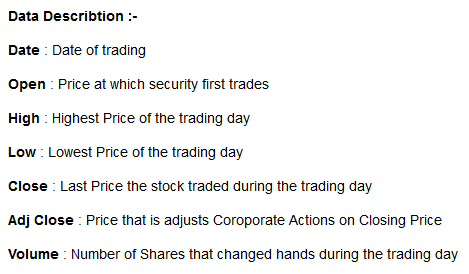 Data Describtion :-
Date : Date of trading
Open : Price at which security first trades
High : Highest Price of the trading day
Low : Lowest Price of the trading day
Close : Last Price the stock traded during the trading day
Adj Close : Price that is adjusts Coroporate Actions on Closing Price
Volume : Number of Shares that changed hands during the trading day